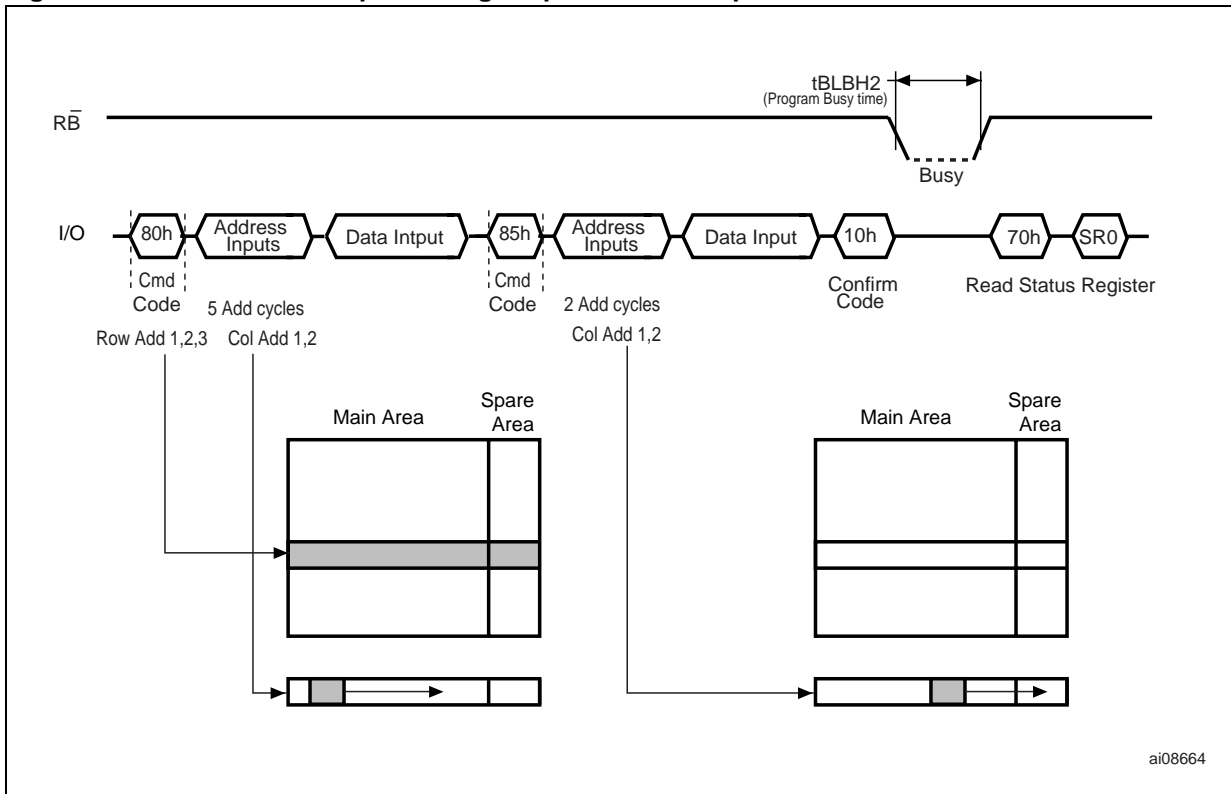 tBLBH2
(Program Busy time)
RB̅
Busy
I/O
80h
Address
Inputs
Data Intput
85h
Address
Inputs
Data Input
10h
70h
SR0
Cmd
Code
Cmd
Code
Confirm
Code
Read Status Register
5 Add cycles
2 Add cycles
Row Add 1,2,3
Col Add 1,2
Col Add 1,2
Main Area
Spare
Area
Main Area
Spare
Area
ai08664